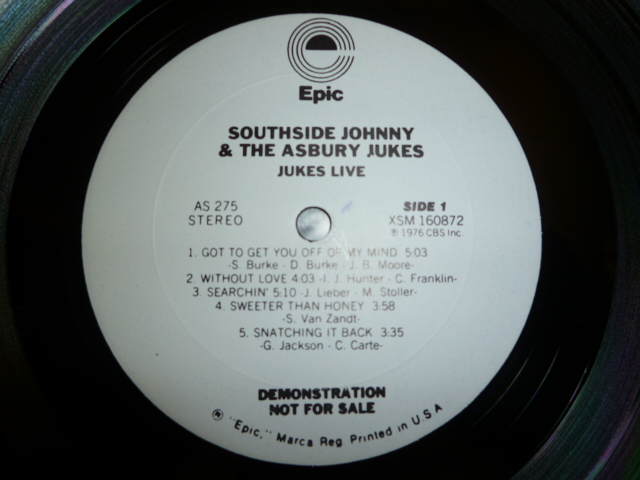 Epic
SOUTHSIDE JOHNNY
& THE ASBURY JUKES
JUKES LIVE
AS 275
STEREO
SIDE 1
XSM 160872
℗ 1976 CBS Inc.
1. GOT TO GET YOU OFF OF MY MIND 5:03
-S. Burke - D. Burke - J. B. Moore-
2. WITHOUT LOVE 4:03 -I. J. Hunter - C. Franklin-
3. SEARCHIN' 5:10 -J. Lieber - M. Stoller-
4. SWEETER THAN HONEY 3:58
-S. Van Zandt-
5. SNATCHING IT BACK 3:35
-G. Jackson - C. Carte-
DEMONSTRATION
NOT FOR SALE
® "Epic," Marca Reg Printed in U.S.A